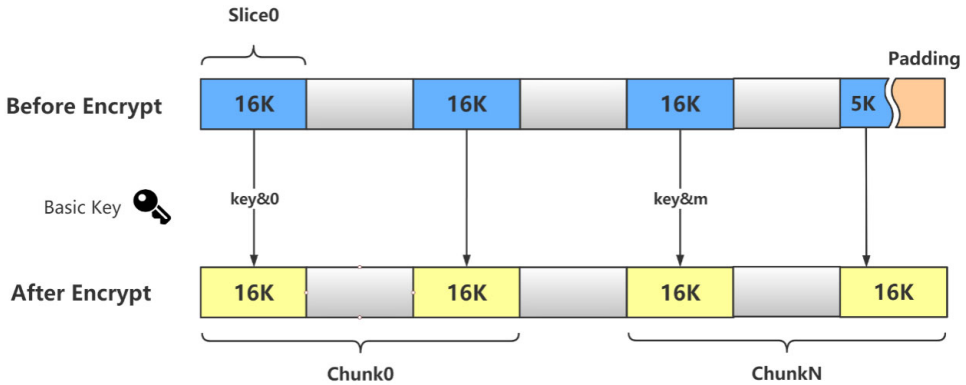 Slice0
Padding
Before Encrypt
16K
16K
16K
5K
key&0
key&m
Basic Key
After Encrypt
16K
16K
16K
16K
Chunk0
ChunkN